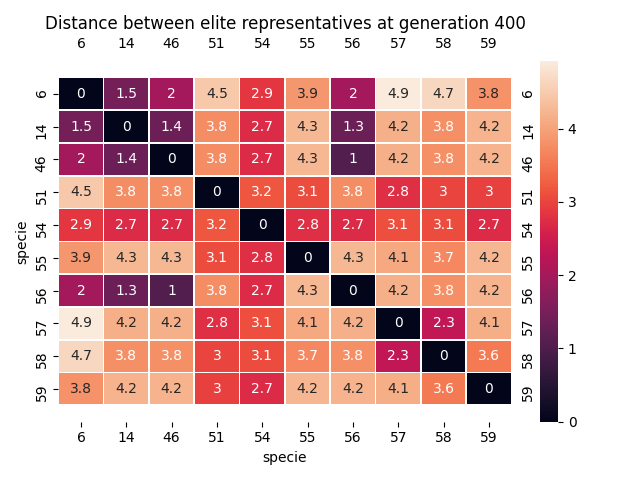 Distance between elite representatives at generation 400
6 14 46 51 54 55 56 57 58 59
6 0 1.5 2 4.5 2.9 3.9 2 4.9 4.7 3.8 6
14 1.5 0 1.4 3.8 2.7 4.3 1.3 4.2 3.8 4.2 14
46 2 1.4 0 3.8 2.7 4.3 1 4.2 3.8 4.2 46
51 4.5 3.8 3.8 0 3.2 3.1 3.8 2.8 3 3 51
54 2.9 2.7 2.7 3.2 0 2.8 2.7 3.1 3.1 2.7 54
55 3.9 4.3 4.3 3.1 2.8 0 4.3 4.1 3.7 4.2 55
56 2 1.3 1 3.8 2.7 4.3 0 4.2 3.8 4.2 56
57 4.9 4.2 4.2 2.8 3.1 4.1 4.2 0 2.3 4.1 57
58 4.7 3.8 3.8 3 3.1 3.7 3.8 2.3 0 3.6 58
59 3.8 4.2 4.2 3 2.7 4.2 4.2 4.1 3.6 0 59
6 14 46 51 54 55 56 57 58 59
specie
specie
4
3
2
1
0